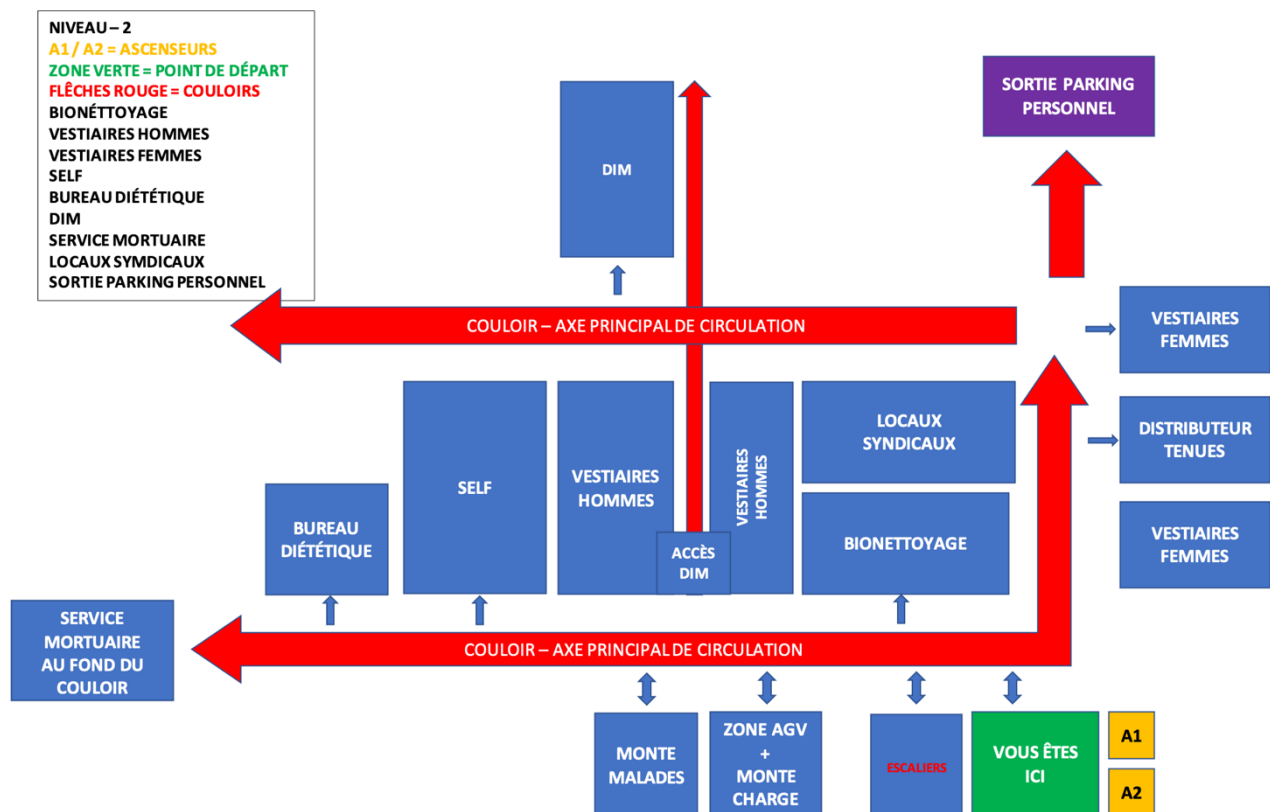 NIVEAU – 2
A1 / A2 = ASCENSEURS
ZONE VERTE = POINT DE DÉPART
FLÊCHES ROUGE = COULOIRS
BIONÉTTOYAGE
VESTIAIRES HOMMES
VESTIAIRES FEMMES
SELF
BUREAU DIÉTÉTIQUE
DIM
SERVICE MORTUAIRE
LOCAUX SYMDICAUX
SORTIE PARKING PERSONNEL
SORTIE PARKING
PERSONNEL
DIM
COULOIR – AXE PRINCIPAL DE CIRCULATION
VESTIAIRES
FEMMES
BUREAU
DIÉTÉTIQUE
SELF
VESTIAIRES
HOMMES
ACCÈS
DIM
VESTIAIRES
HOMMES
LOCAUX
SYNDICAUX
BIONETTOYAGE
DISTRIBUTEUR
TENUES
VESTIAIRES
FEMMES
SERVICE
MORTUAIRE
AU FOND DU
COULOIR
COULOIR – AXE PRINCIPAL DE CIRCULATION
MONTE
MALADES
ZONE AGV
+
MONTE
CHARGE
ESCALIERS
VOUS ÊTES
ICI
A1
A2